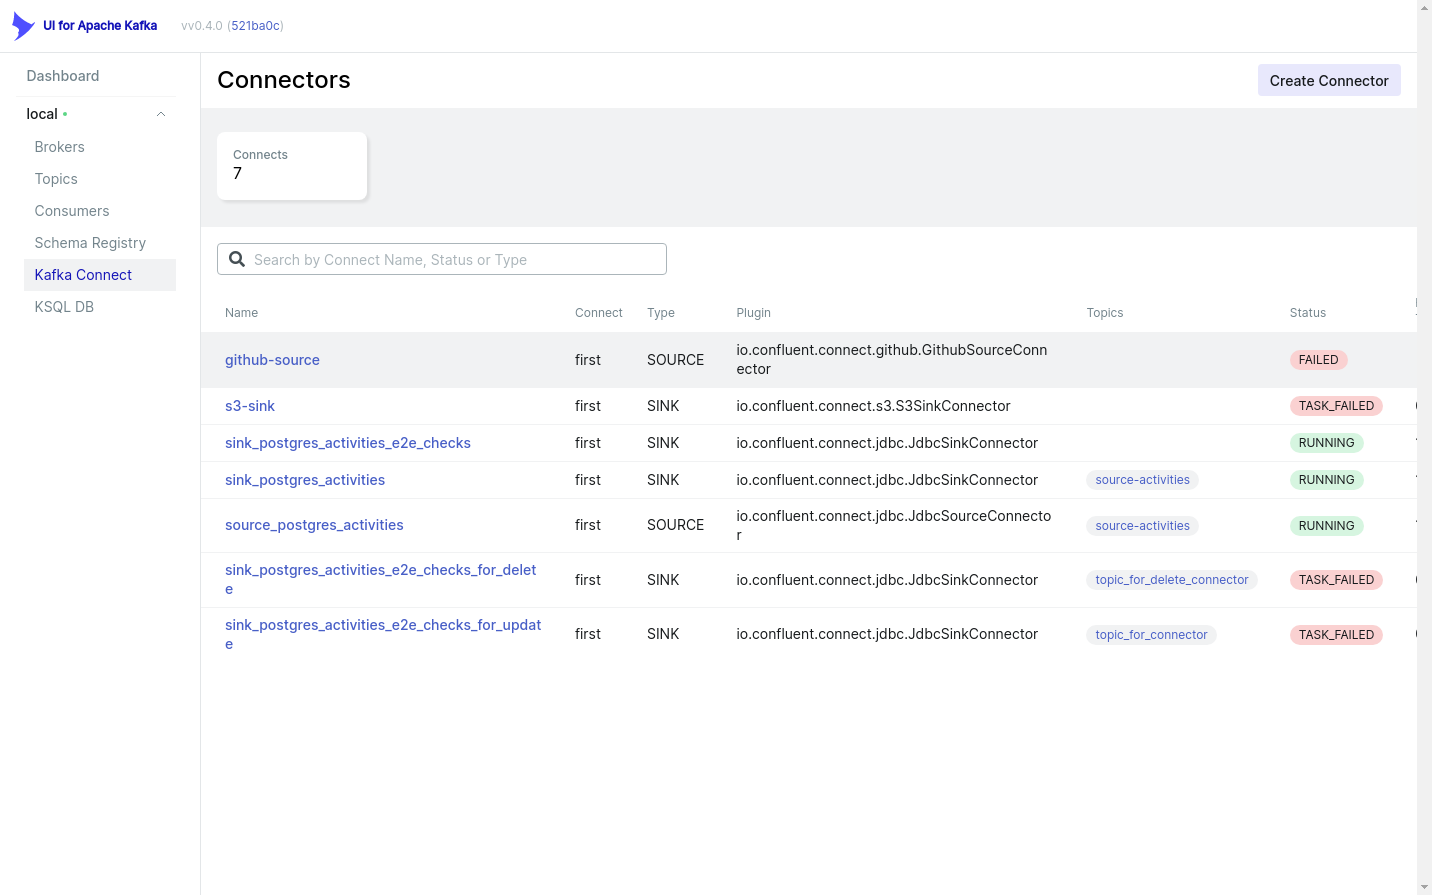 UI for Apache Kafka vv0.4.0 (521ba0c)
Dashboard
local
Brokers
Topics
Consumers
Schema Registry
Kafka Connect
KSQL DB
Connectors
Create Connector
Connects
7
Search by Connect Name, Status or Type
Name Connect Type Plugin Topics Status
github-source first SOURCE io.confluent.connect.github.GithubSourceConn
ector FAILED
s3-sink first SINK io.confluent.connect.s3.S3SinkConnector TASK_FAILED
sink_postgres_activities_e2e_checks first SINK io.confluent.connect.jdbc.JdbcSinkConnector RUNNING
sink_postgres_activities first SINK io.confluent.connect.jdbc.JdbcSinkConnector source-activities RUNNING
source_postgres_activities first SOURCE io.confluent.connect.jdbc.JdbcSourceConnecto
r source-activities RUNNING
sink_postgres_activities_e2e_checks_for_delet
e first SINK io.confluent.connect.jdbc.JdbcSinkConnector topic_for_delete_connector TASK_FAILED
sink_postgres_activities_e2e_checks_for_updat
e first SINK io.confluent.connect.jdbc.JdbcSinkConnector topic_for_connector TASK_FAILED